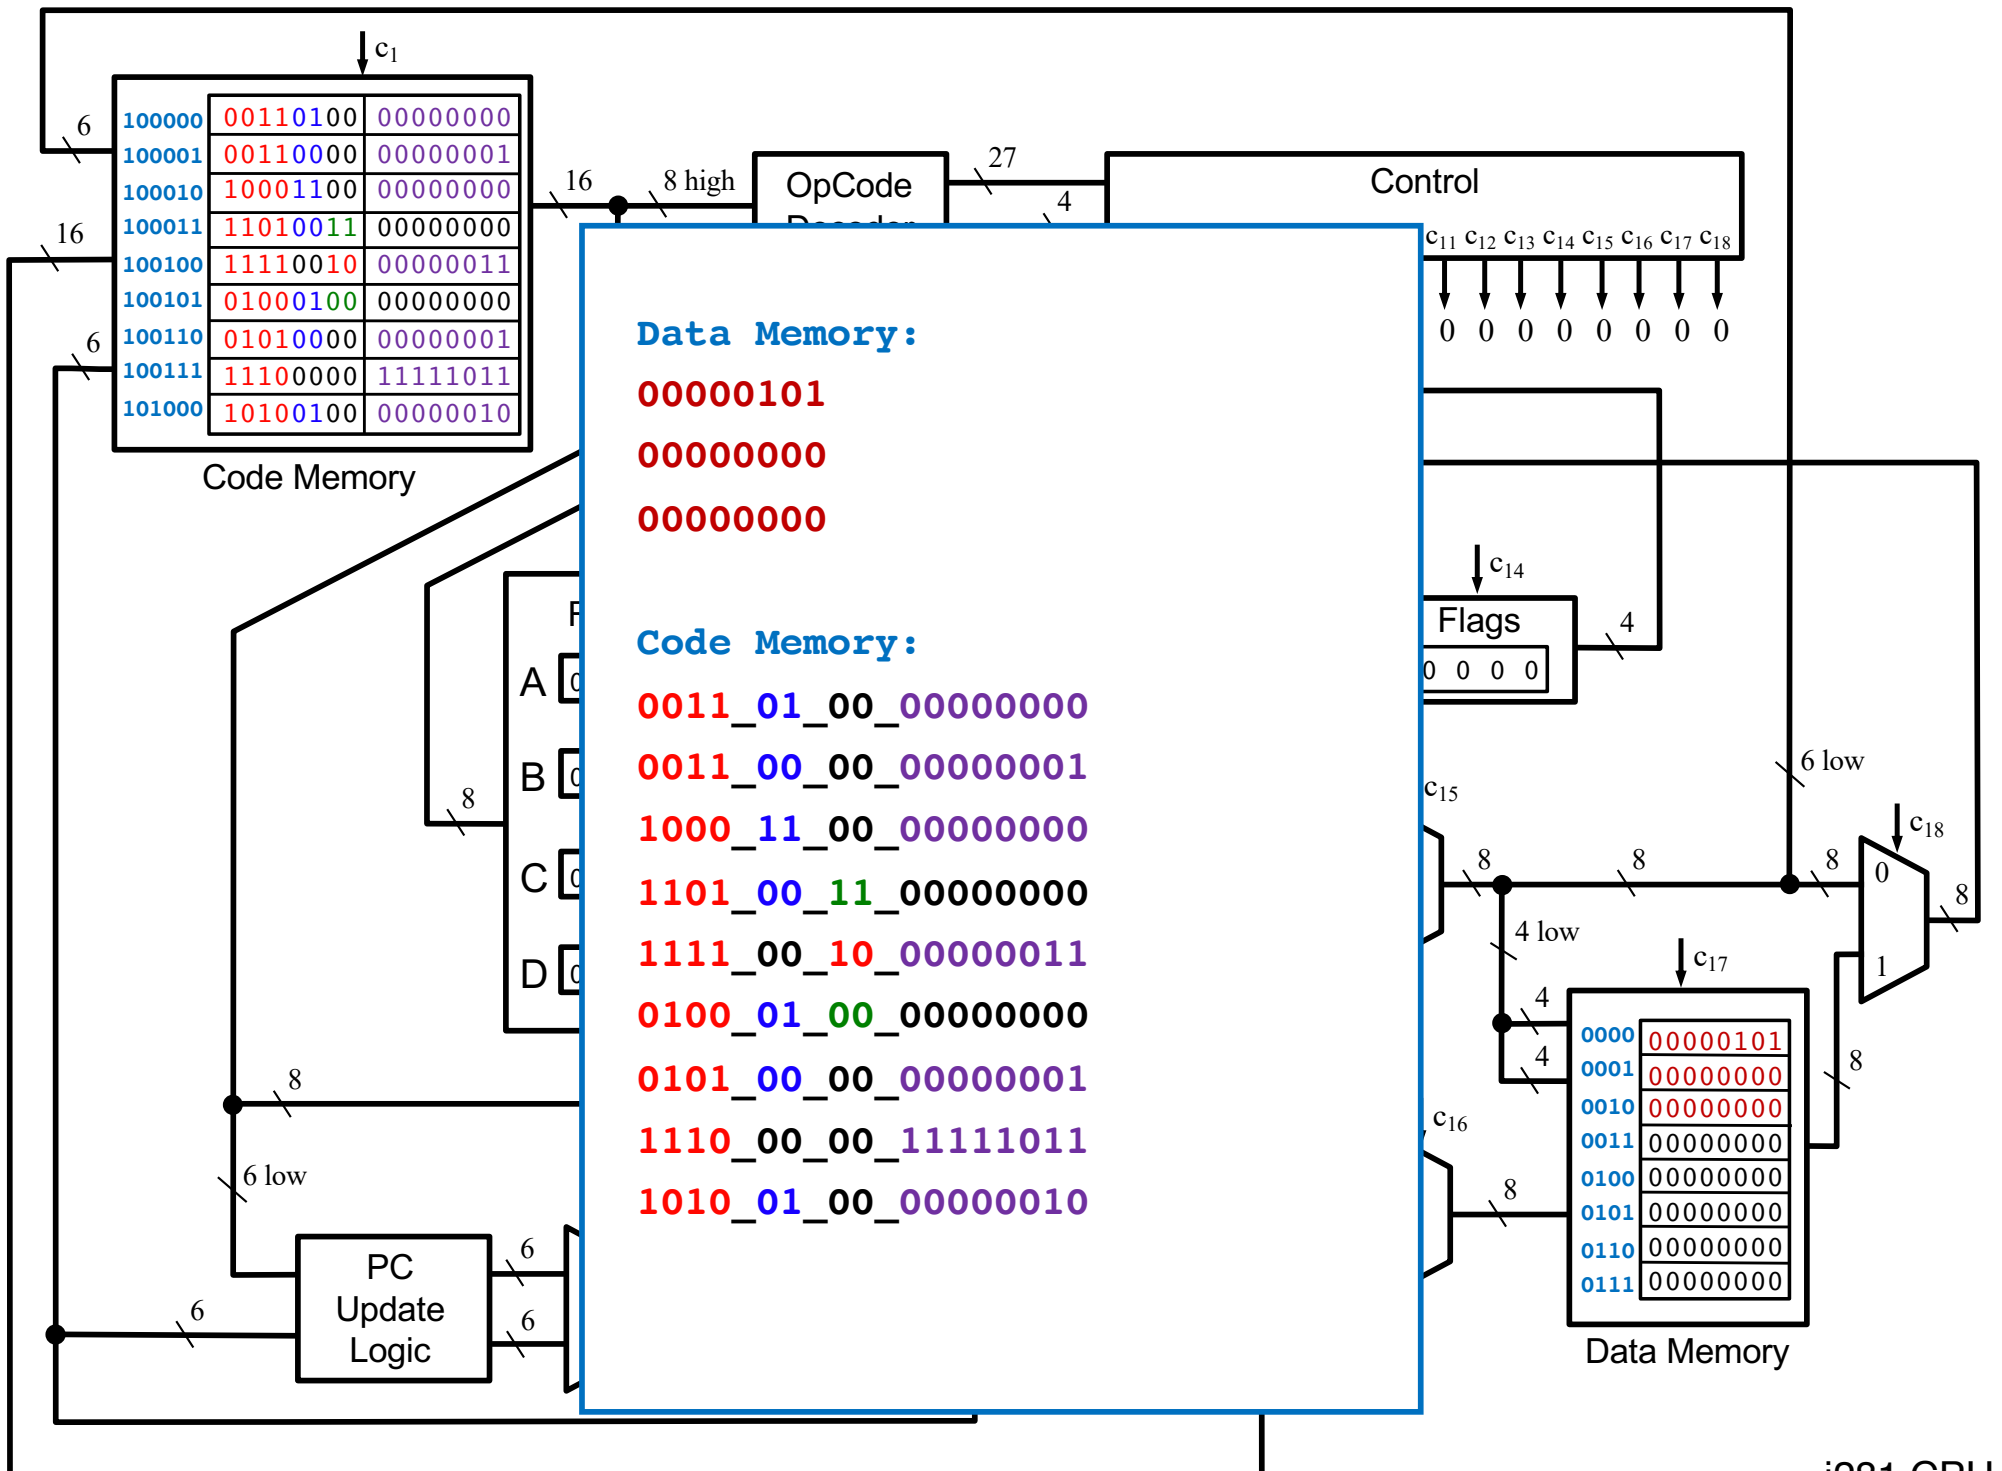 c1
100000 00110100 00000000
100001 00110000 00000001
100010 10001100 00000000
100011 11010011 00000000
100100 11110010 00000011
100101 01000100 00000000
100110 01010000 00000001
100111 11100000 11111011
101000 10100100 00000010
Code Memory
6
16
6
16
8 high
OpCode
27
4
Control
c11 c12 c13 c14 c15 c16 c17 c18
0 0 0 0 0 0 0 0
Data Memory:
00000101
00000000
00000000
Code Memory:
0011_01_00_00000000
0011_00_00_00000001
1000_11_00_00000000
1101_00_11_00000000
1111_00_10_00000011
0100_01_00_00000000
0101_00_00_00000001
1110_00_00_11111011
1010_01_00_00000010
A
B
C
D
8
8
6 low
6
PC
Update
Logic
6
6
c14
Flags
0 0 0 0
4
6 low
c15
8
8
8
c18
0
1
8
4 low
c17
4
4
0000 00000101
0001 00000000
0010 00000000
0011 00000000
0100 00000000
0101 00000000
0110 00000000
0111 00000000
Data Memory
8
c16
8